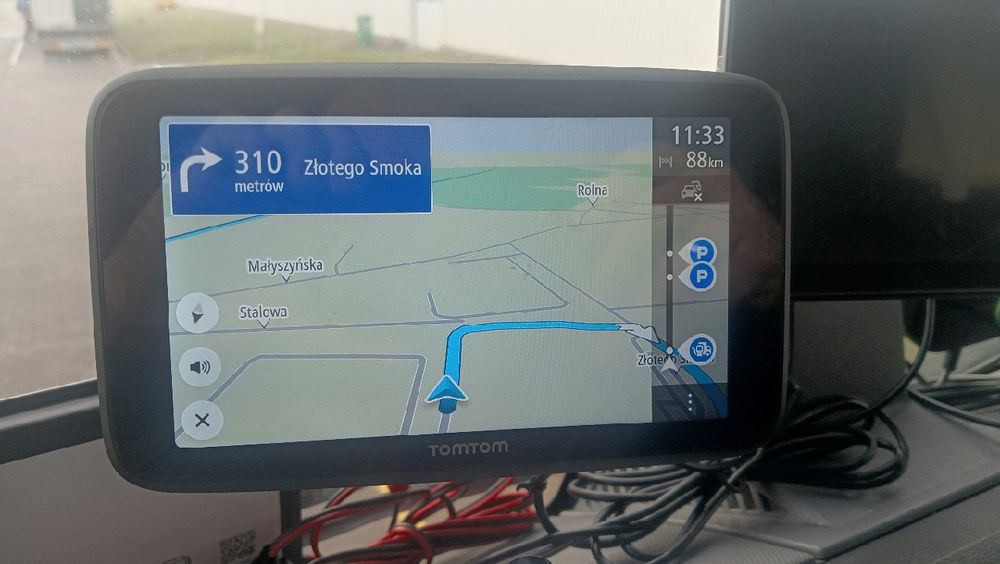 310
metrów
Złotego Smoka
11:33
88km
Rolna
Małyszyńska
Stalowa
P
P
TOMTOM